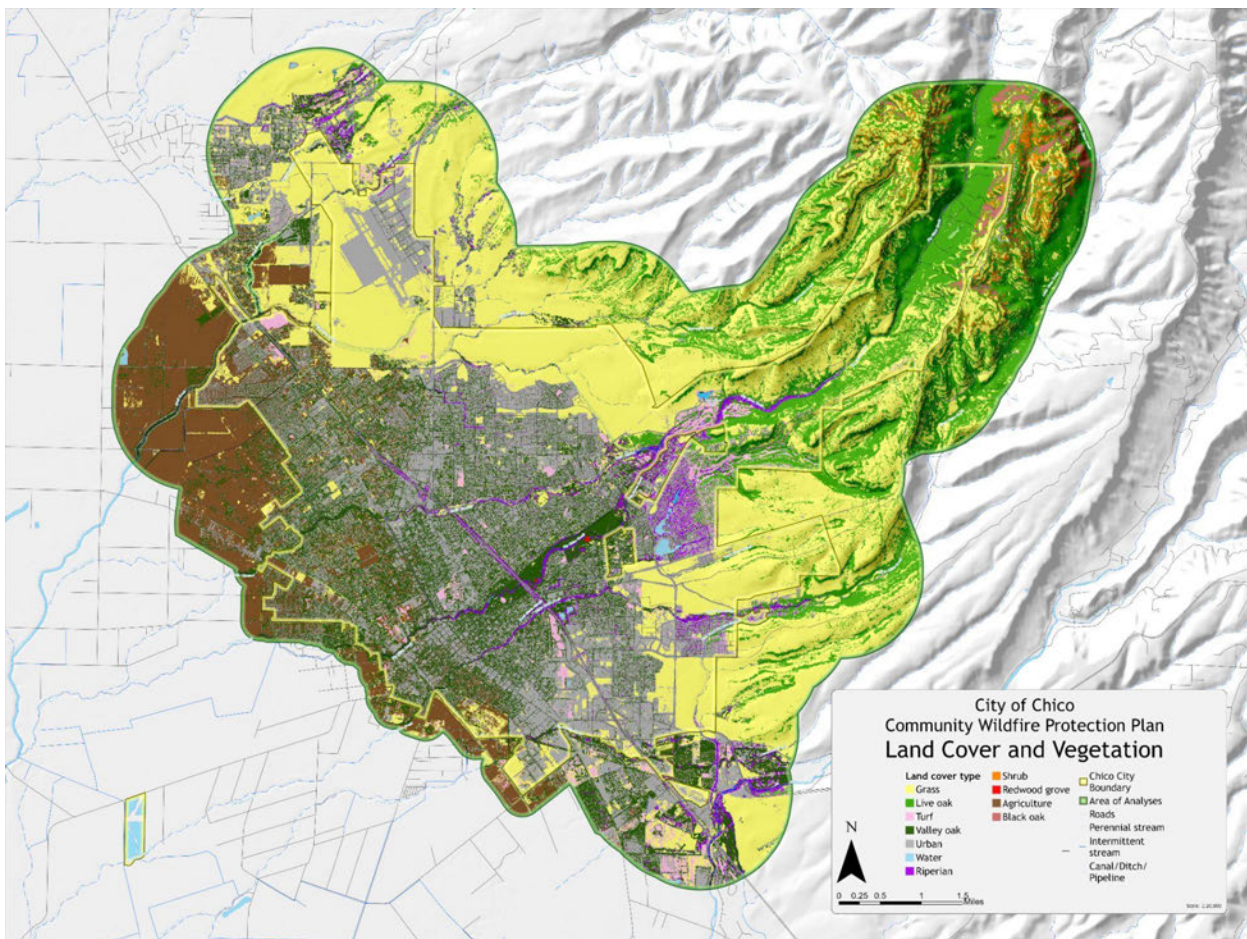 City of Chico
Community Wildfire Protection Plan
Land Cover and Vegetation
Land cover type
Grass
Live oak
Turf
Valley oak
Urban
Water
Riperian
Shrub
Redwood grove
Agriculture
Black oak
Chico City
Boundary
Area of Analyses
Roads
Perennial stream
Intermittent
stream
Canal/Ditch/
Pipeline
N
0 0.25 0.5 1 1.5
Miles